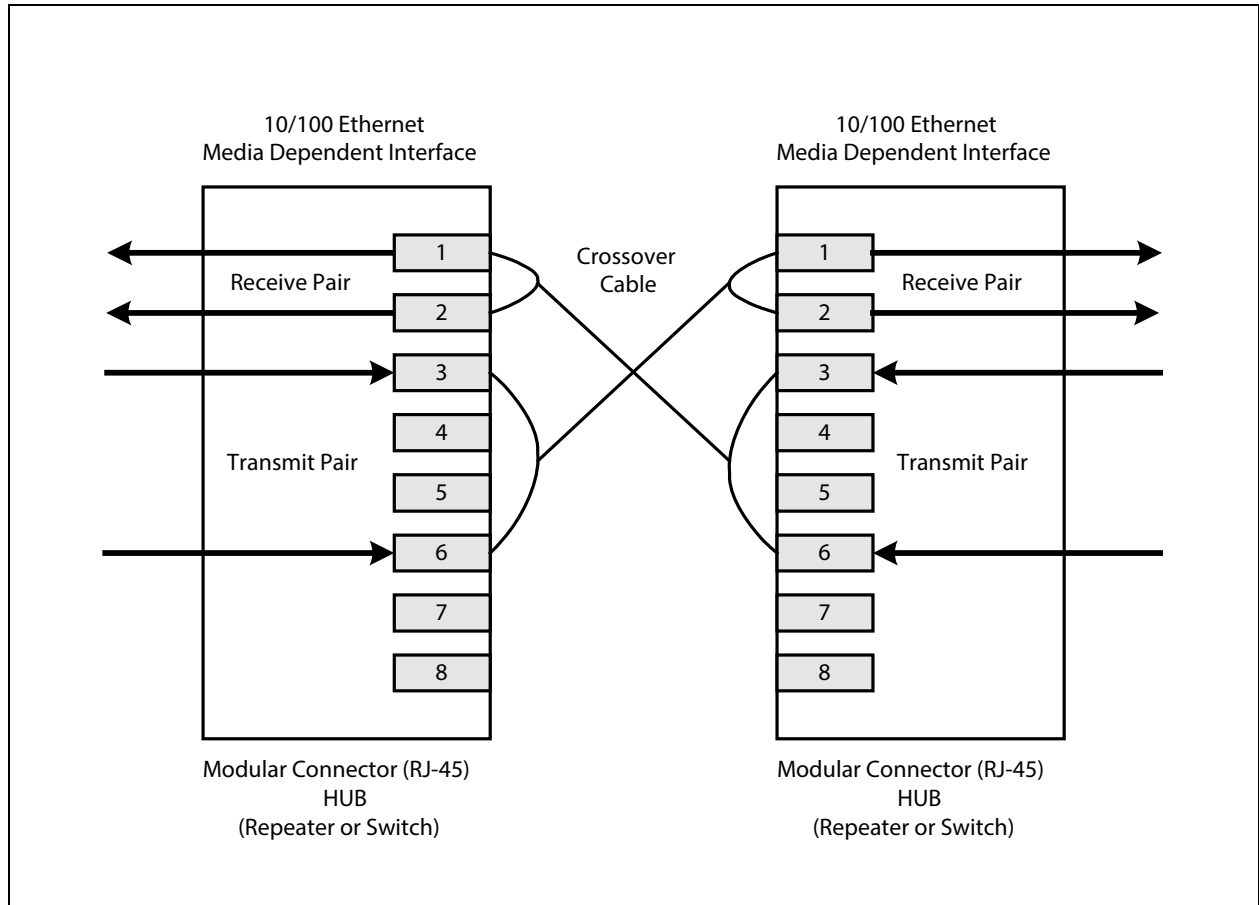 10/100 Ethernet
Media Dependent Interface
10/100 Ethernet
Media Dependent Interface
1
Receive Pair
2
3
4
Transmit Pair
5
6
7
8
Crossover
Cable
1
Receive Pair
2
3
4
Transmit Pair
5
6
7
8
Modular Connector (RJ-45)
HUB
(Repeater or Switch)
Modular Connector (RJ-45)
HUB
(Repeater or Switch)